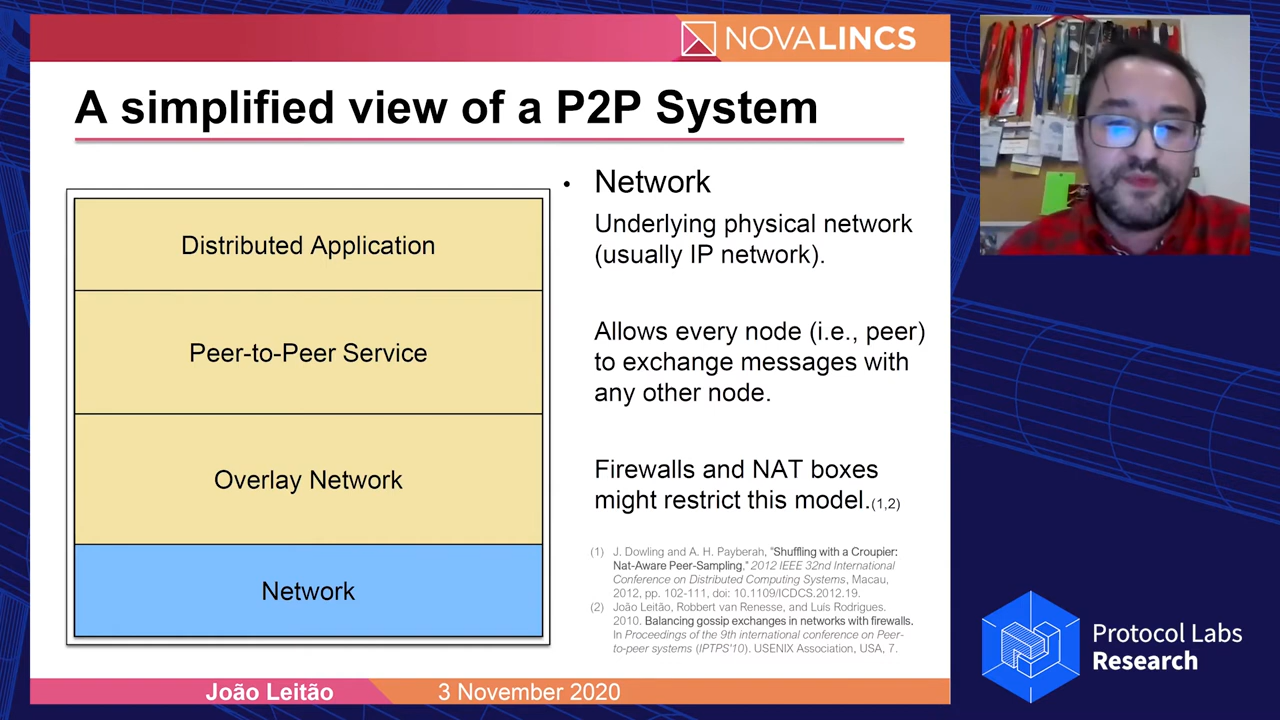 NOVALINCS
A simplified view of a P2P System
Distributed Application
Peer-to-Peer Service
Overlay Network
Network
• Network
Underlying physical network
(usually IP network).
Allows every node (i.e., peer)
to exchange messages with
any other node.
Firewalls and NAT boxes
might restrict this model.(1,2)
(1) J. Dowling and A. H. Payberah, "Shuffling with a Croupier:
Nat-Aware Peer-Sampling," 2012 IEEE 32nd International
Conference on Distributed Computing Systems, Macau,
2012, pp. 102-111, doi: 10.1109/ICDCS.2012.19.
(2) João Leitão, Robbert van Renesse, and Luís Rodrigues.
2010. Balancing gossip exchanges in networks with firewalls.
In Proceedings of the 9th international conference on Peer-
to-peer systems (IPTPS'10). USENIX Association, USA, 7.
João Leitão
3 November 2020
Protocol Labs
Research